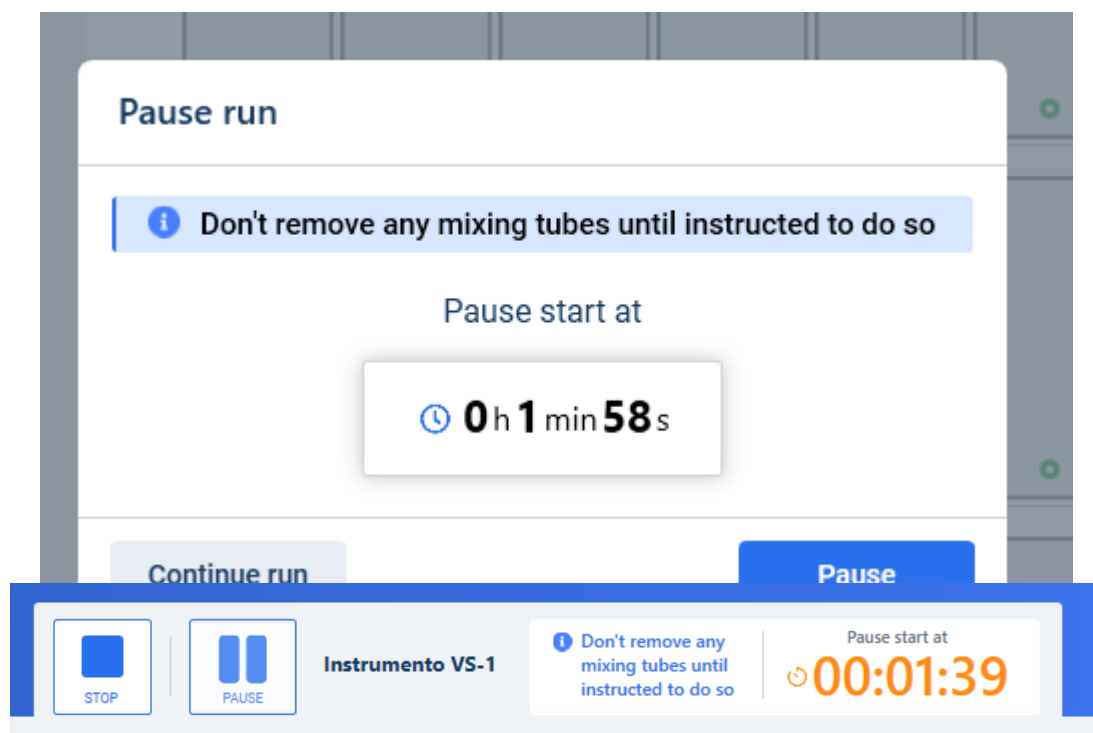 Pause run
Don't remove any mixing tubes until instructed to do so
Pause start at
0 h 1 min 58 s
Continue run
Pause
STOP
PAUSE
Instrumento VS-1
Don't remove any
mixing tubes until
instructed to do so
Pause start at
00:01:39